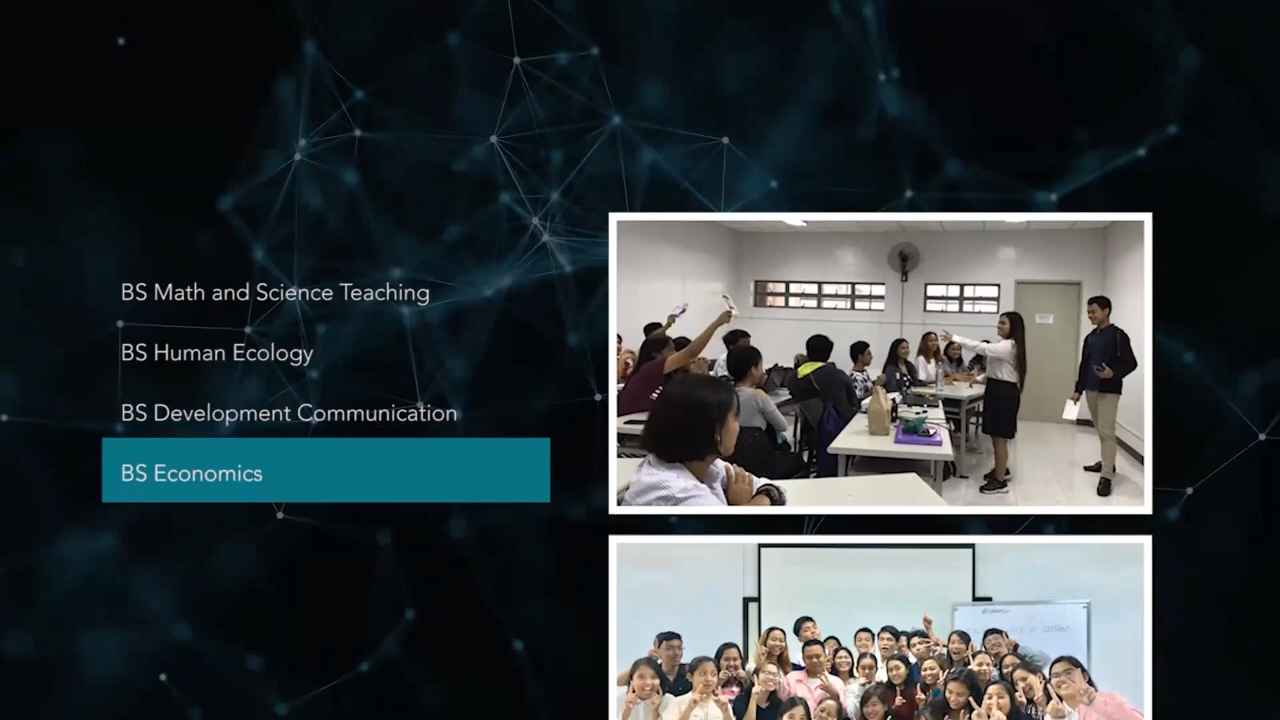 BS Math and Science Teaching
BS Human Ecology
BS Development Communication
BS Economics